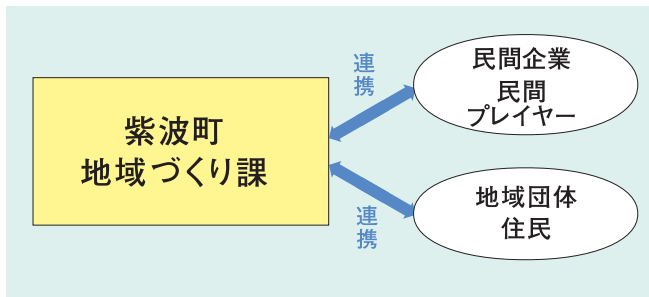 紫波町
地域づくり課
連携
民間企業
民間
プレイヤー
連携
地域団体
住民